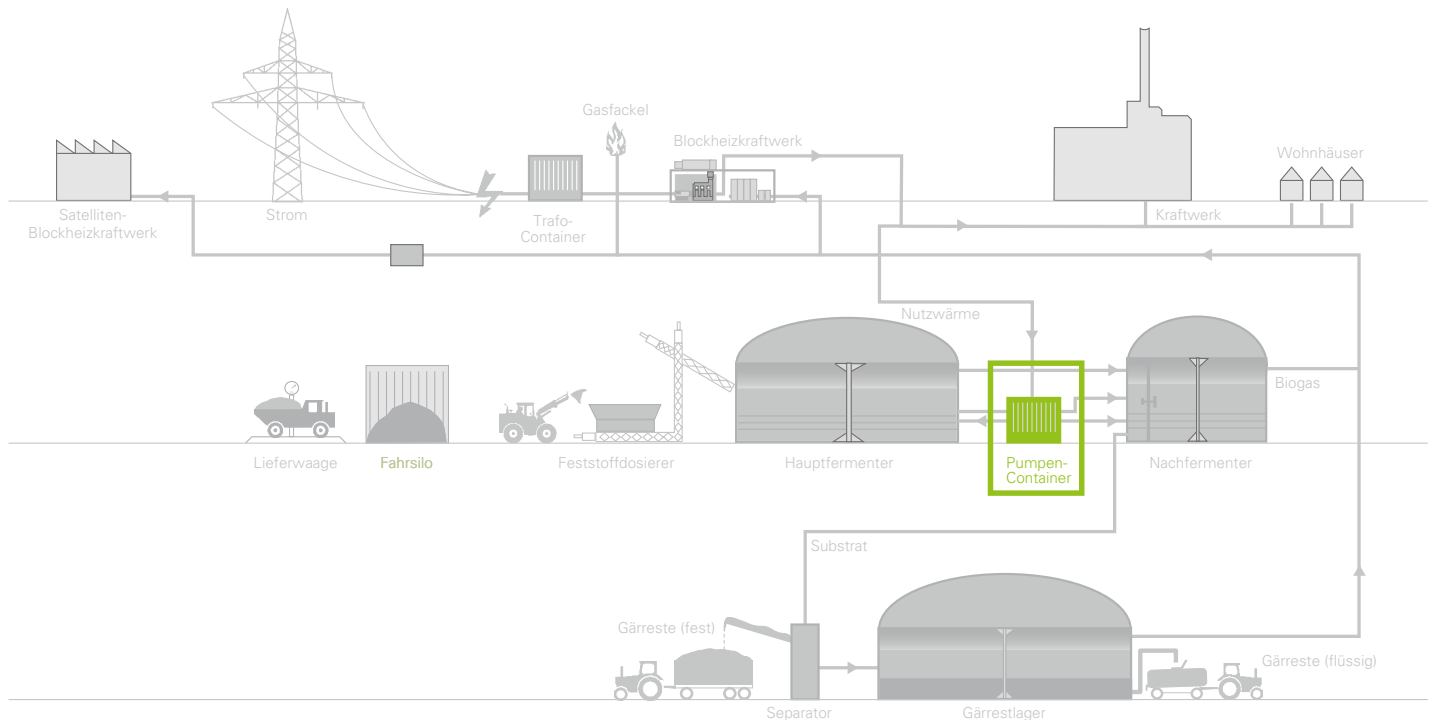 Gasfackel
Blockheizkraftwerk
Wohnhäuser
Satelliten-
Blockheizkraftwerk
Strom
Trafo-
Container
Kraftwerk
Nutzwärme
Biogas
Lieferwaage
Fahrsilo
Feststoffdosierer
Hauptfermenter
Pumpen-
Container
Nachfermenter
Substrat
Gärreste (fest)
Gärreste (flüssig)
Separator
Gärrestlager